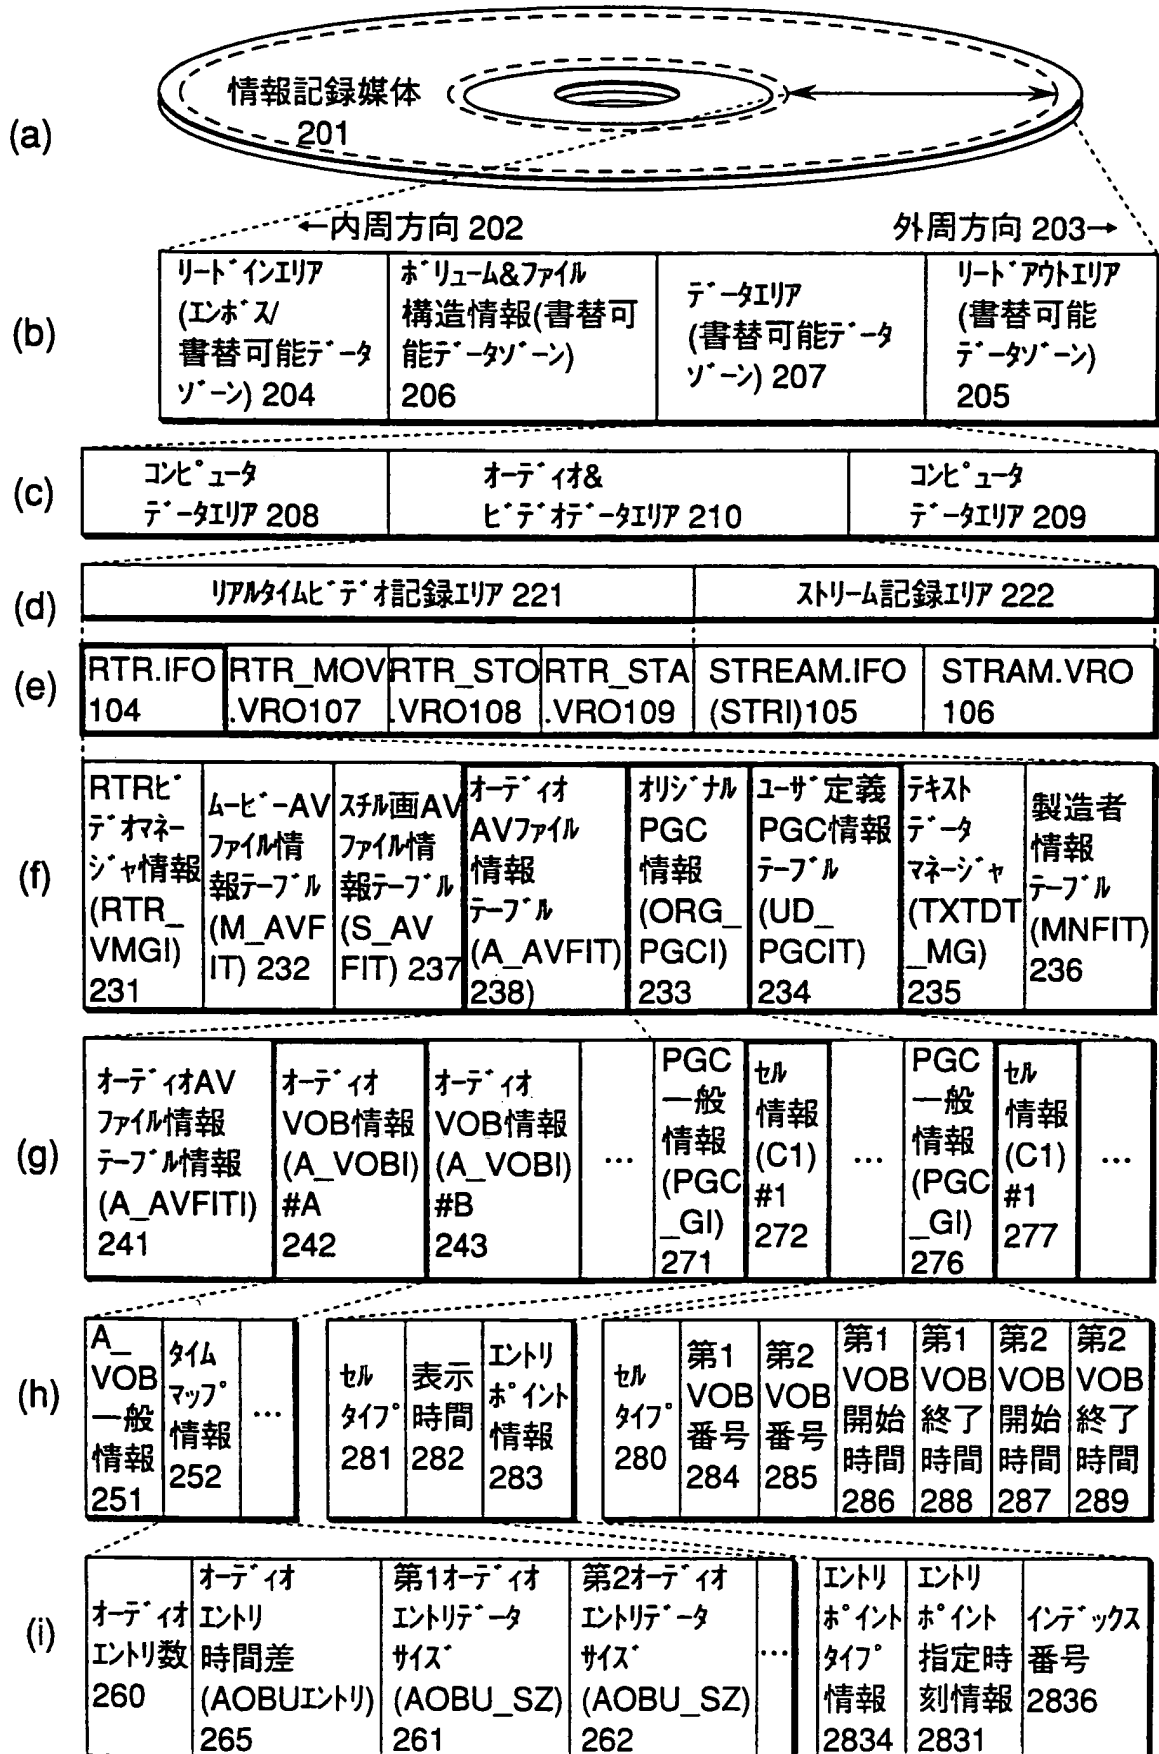 (a)
情報記録媒体
201
←内周方向 202
外周方向 203→
(b)
リードインエリア
(エンボス/
書替可能データ
ゾーン) 204
ボリューム&ファイル
構造情報(書替可
能データゾーン)
206
データエリア
(書替可能データ
ゾーン) 207
リードアウトエリア
(書替可能
データゾーン)
205
(c)
コンピュータ
データエリア 208
オーディオ&
ビデオデータエリア 210
コンピュータ
データエリア 209
(d)
リアルタイムビデオ記録エリア 221
ストリーム記録エリア 222
(e)
RTR.IFO
104
RTR_MOV
.VRO107
RTR_STO
.VRO108
RTR_STA
.VRO109
STREAM.IFO
(STRI)105
STRAM.VRO
106
(f)
RTRビ
デオマネー
ジャ情報
(RTR_
VMGI)
231
ムービーAV
ファイル情
報テーブル
(M_AVF
IT) 232
スチル画AV
ファイル情
報テーブル
(S_AV
FIT) 237
オーディオ
AVファイル
情報
テーブル
(A_AVFIT)
238)
オリジナル
PGC
情報
(ORG_
PGCI)
233
ユーザ定義
PGC情報
テーブル
(UD_
PGCIT)
234
テキスト
データ
マネージャ
(TXTDT
_MG)
235
製造者
情報
テーブル
(MNFIT)
236
(g)
オーディオAV
ファイル情報
テーブル情報
(A_AVFITI)
241
オーディオ
VOB情報
(A_VOBI)
#A
242
オーディオ
VOB情報
(A_VOBI)
#B
243
…
PGC
一般
情報
(PGC
_GI)
271
セル
情報
(C1)
#1
272
…
PGC
一般
情報
(PGC
_GI)
276
セル
情報
(C1)
#1
277
…
(h)
A_
VOB
一般
情報
251
タイム
マップ
情報
252
…
セル
タイプ
281
表示
時間
282
エントリ
ポイント
情報
283
セル
タイプ
280
第1
VOB
番号
284
第2
VOB
番号
285
第1
VOB
開始
時間
286
第1
VOB
終了
時間
288
第2
VOB
開始
時間
287
第2
VOB
終了
時間
289
(i)
オーディオ
エントリ数
260
オーディオ
エントリ
時間差
(AOBUエントリ)
265
第1オーディオ
エントリデータ
サイズ
(AOBU_SZ)
261
第2オーディオ
エントリデータ
サイズ
(AOBU_SZ)
262
…
エントリ
ポイント
タイプ
情報
2834
エントリ
ポイント
指定時
刻情報
2831
インデックス
番号
2836